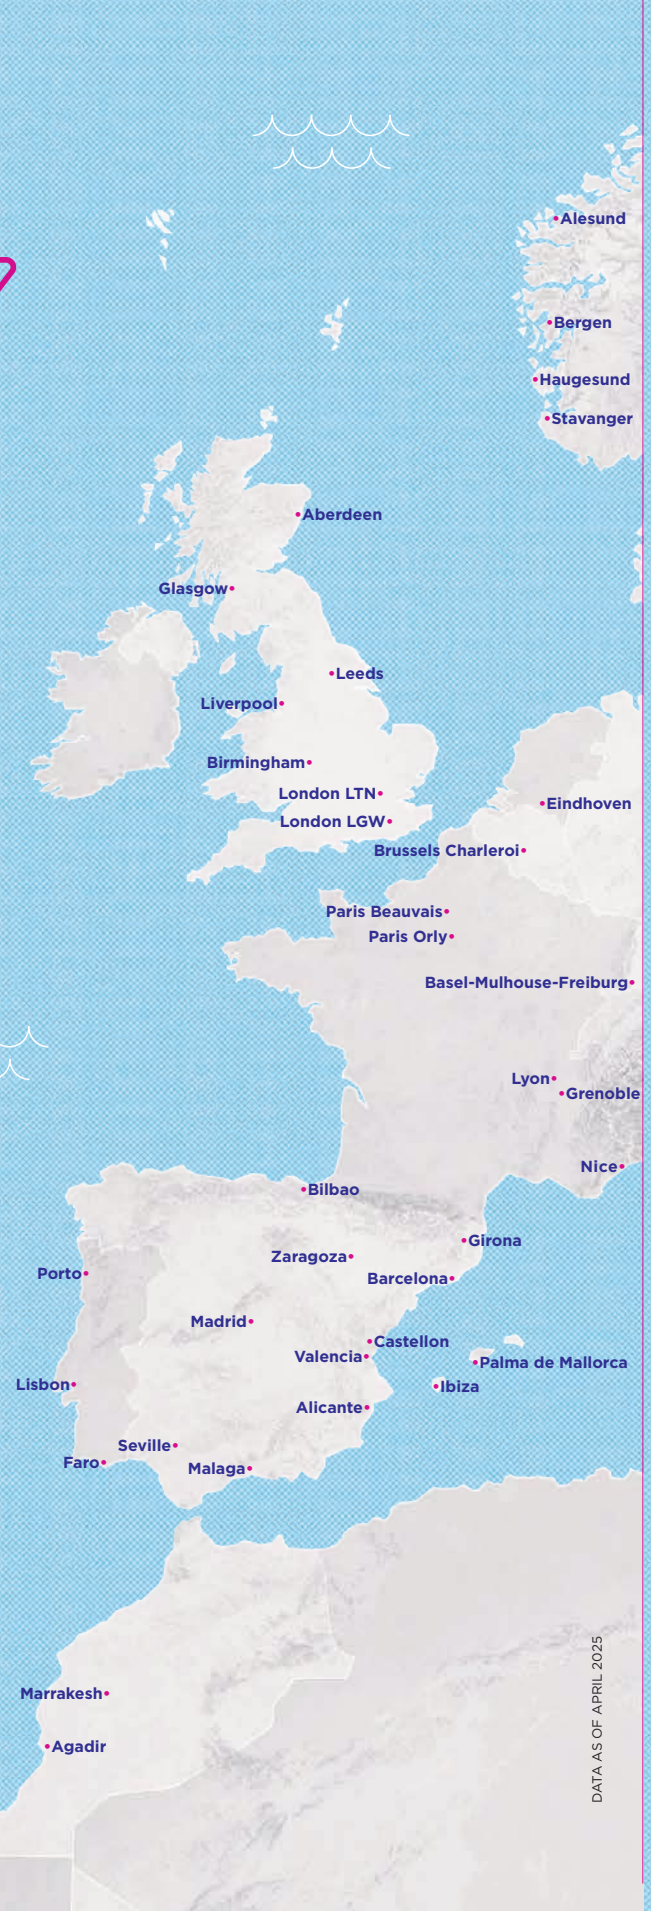 Alesund
Bergen
Haugesund
Stavanger
Aberdeen
Glasgow
Leeds
Liverpool
Birmingham
London LTN
Eindhoven
London LGW
Brussels Charleroi
Paris Beauvais
Paris Orly
Basel-Mulhouse-Freiburg
Lyon
Grenoble
Nice
Bilbao
Girona
Zaragoza
Porto
Barcelona
Madrid
Castellon
Valencia
Palma de Mallorca
Lisbon
Ibiza
Alicante
Seville
Faro
Malaga
Marrakesh
Agadir
DATA AS OF APRIL 2025